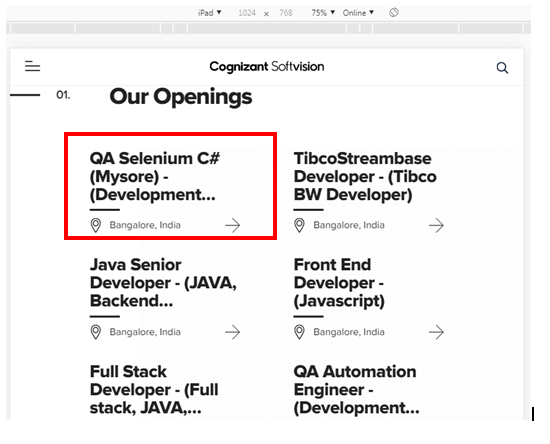 iPad ▼ 1024 × 768 75% ▼ Online ▼
Cognizant Softvision
01. Our Openings
QA Selenium C#
(Mysore) -
(Development...
Bangalore, India
TibcoStreambase
Developer - (Tibco
BW Developer)
Bangalore, India
Java Senior
Developer - (JAVA,
Backend...
Bangalore, India
Front End
Developer -
(Javascript)
Bangalore, India
Full Stack
Developer - (Full
stack, JAVA,...
QA Automation
Engineer -
(Development...